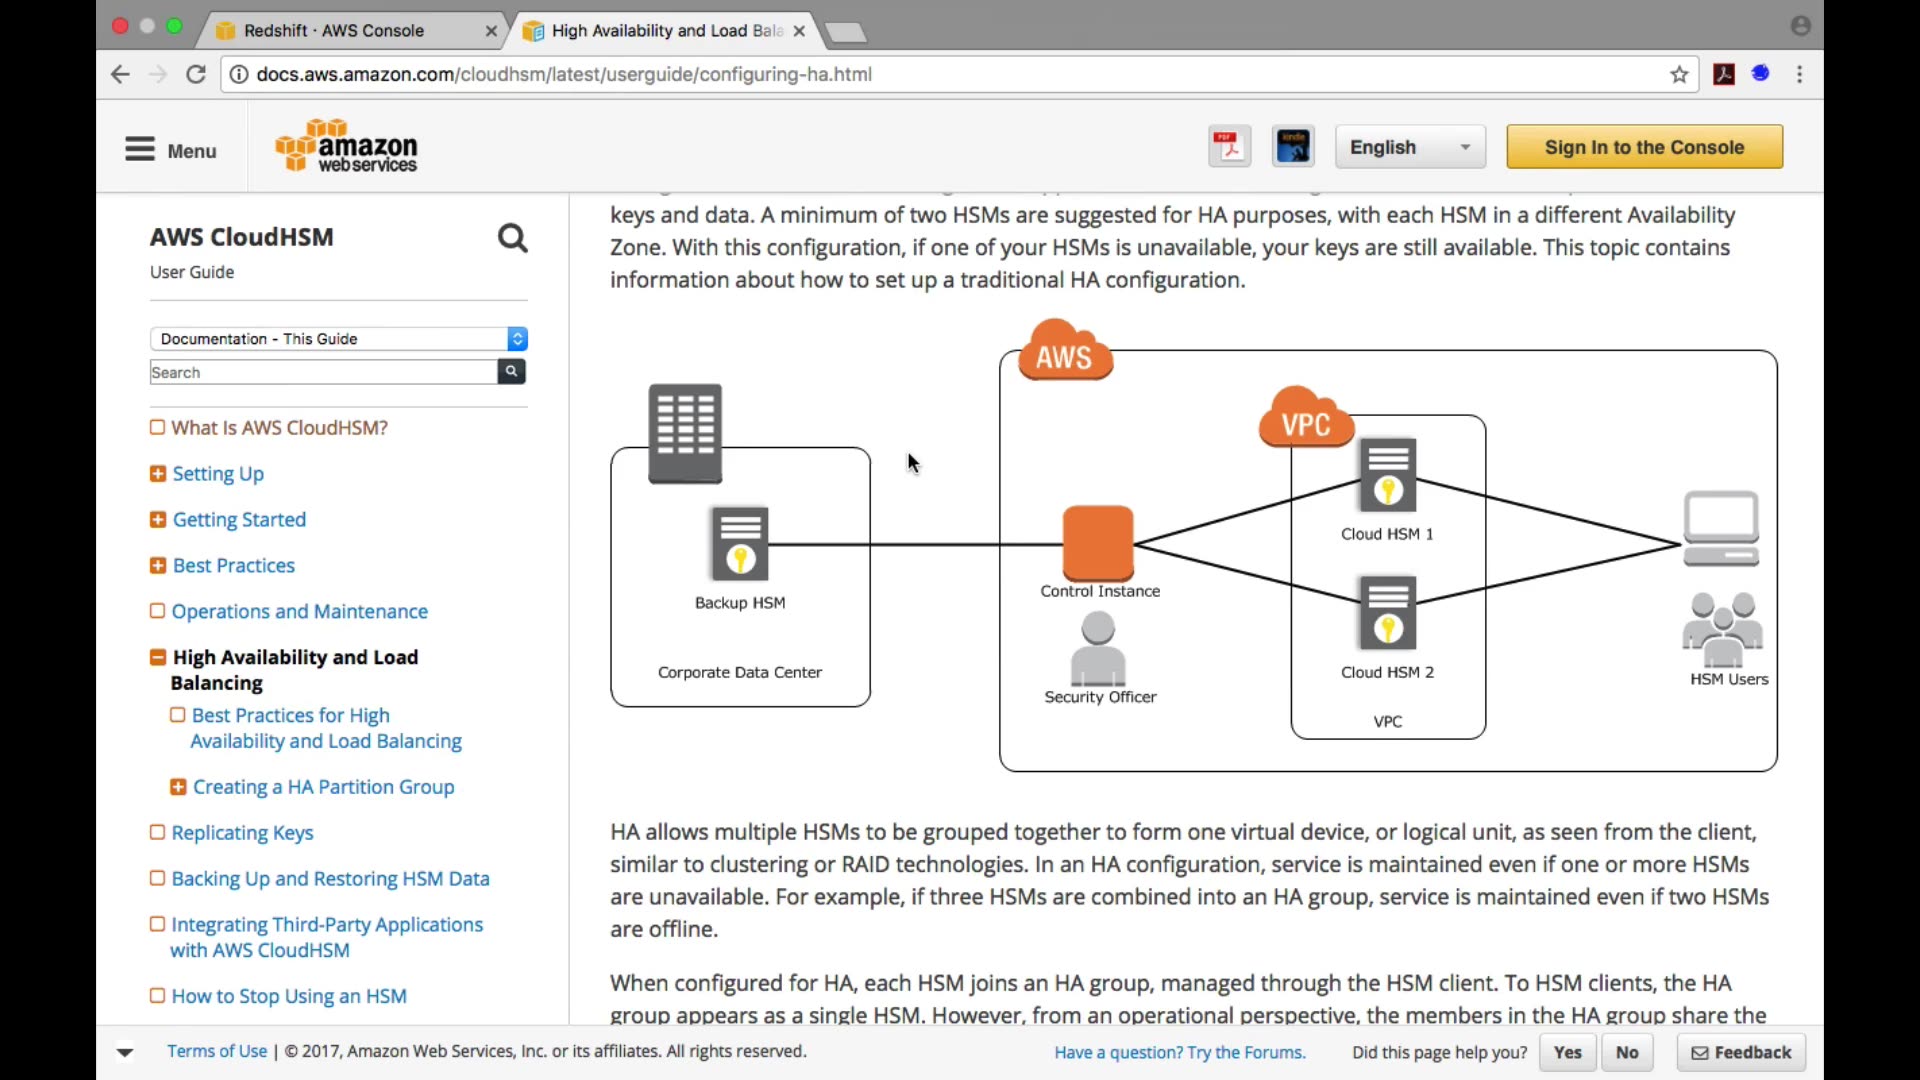 Redshift · AWS Console
High Availability and Load Bala
docs.aws.amazon.com/cloudhsm/latest/userguide/configuring-ha.html
Menu
amazon
webservices
PDF
kindle
English
Sign In to the Console
AWS CloudHSM
User Guide
Documentation - This Guide
Search
What Is AWS CloudHSM?
Setting Up
Getting Started
Best Practices
Operations and Maintenance
High Availability and Load
Balancing
Best Practices for High
Availability and Load Balancing
Creating a HA Partition Group
Replicating Keys
Backing Up and Restoring HSM Data
Integrating Third-Party Applications
with AWS CloudHSM
How to Stop Using an HSM
keys and data. A minimum of two HSMs are suggested for HA purposes, with each HSM in a different Availability
Zone. With this configuration, if one of your HSMs is unavailable, your keys are still available. This topic contains
information about how to set up a traditional HA configuration.
AWS
VPC
Cloud HSM 1
Control Instance
Backup HSM
Corporate Data Center
Security Officer
Cloud HSM 2
HSM Users
VPC
HA allows multiple HSMs to be grouped together to form one virtual device, or logical unit, as seen from the client,
similar to clustering or RAID technologies. In an HA configuration, service is maintained even if one or more HSMs
are unavailable. For example, if three HSMs are combined into an HA group, service is maintained even if two HSMs
are offline.
When configured for HA, each HSM joins an HA group, managed through the HSM client. To HSM clients, the HA
group appears as a single HSM. However, from an operational perspective, the members in the HA group share the
Terms of Use | © 2017, Amazon Web Services, Inc. or its affiliates. All rights reserved.
Have a question? Try the Forums.
Did this page help you?
Yes
No
Feedback